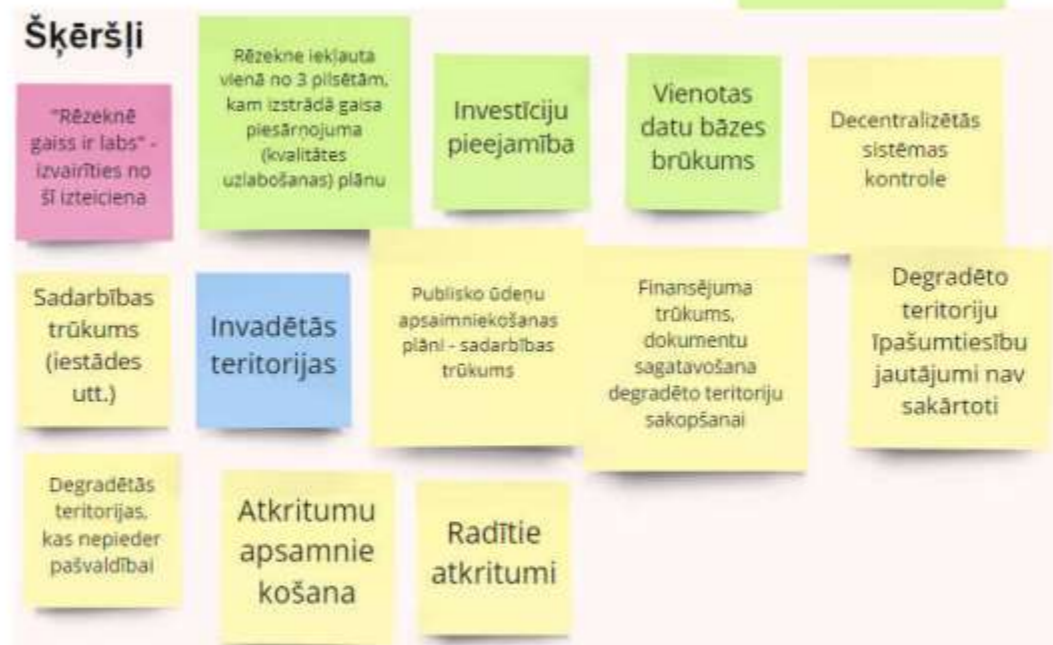 Šķēršļi
"Rēzeknē
gaiss ir labs" -
izvairīties no
šī izteiciena
Rēzekne iekļauta
vienā no 3 pilsētām,
kam izstrādā gaisa
piesārņojuma
(kvalitātes
uzlabošanas) plānu
Investīciju
pieejamība
Vienotas
datu bāzes
brūkums
Decentralizētās
sistēmas
kontrole
Sadarbības
trūkums
(iestādes
utt.)
Invadētās
teritorijas
Publisko ūdeņu
apsaimniekošanas
plāni - sadarbības
trūkums
Finansējuma
trūkums,
dokumentu
sagatavošana
degradēto teritoriju
sakopšanai
Degradēto
teritoriju
īpašumtiesību
jautājumi nav
sakārtoti
Degradētās
teritorijas,
kas nepieder
pašvaldībai
Atkritumu
apsamnie
košana
Radītie
atkritumi